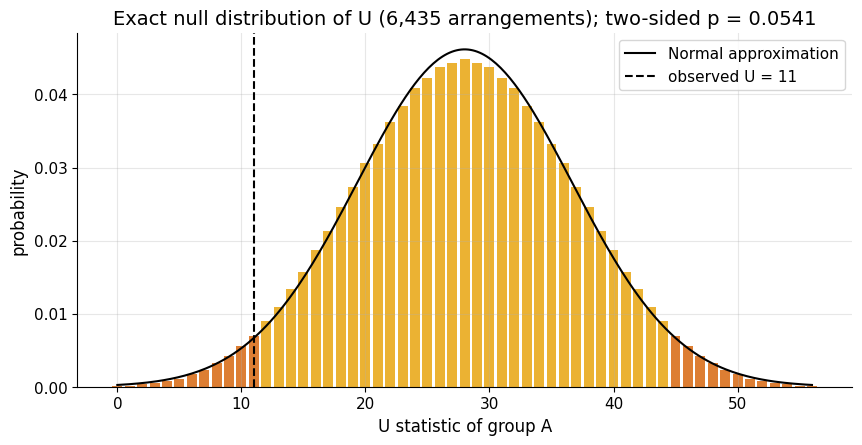 Exact null distribution of U (6,435 arrangements); two-sided p = 0.0541
Normal approximation
observed U = 11
probability
0.04
0.03
0.02
0.01
0.00
0 10 20 30 40 50
U statistic of group A